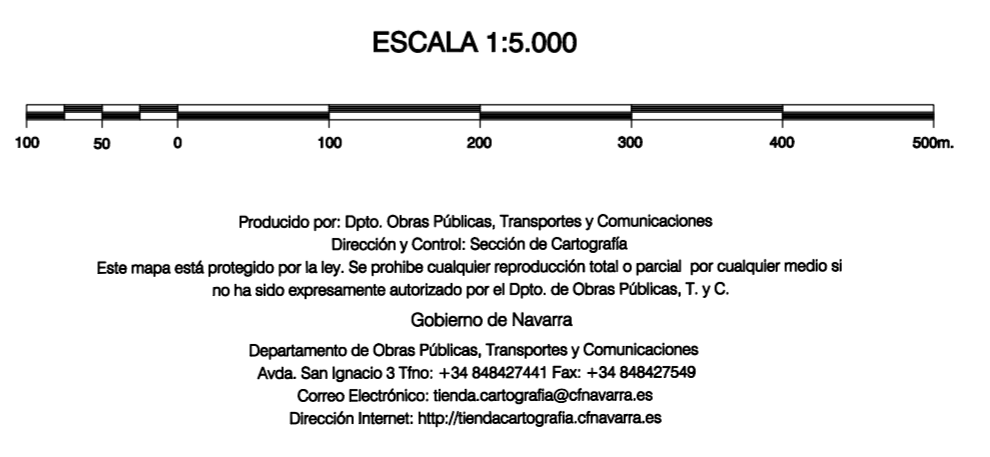 ESCALA 1:5.000
100 50 0 100 200 300 400 500m.
Producido por: Dpto. Obras Públicas, Transportes y Comunicaciones
Dirección y Control: Sección de Cartografía
Este mapa está protegido por la ley. Se prohibe cualquier reproducción total o parcial por cualquier medio si
no ha sido expresamente autorizado por el Dpto. de Obras Públicas, T. y C.
Gobierno de Navarra
Departamento de Obras Públicas, Transportes y Comunicaciones
Avda. San Ignacio 3 Tfno: +34 848427441 Fax: +34 848427549
Correo Electrónico: tienda.cartografia@cfnavarra.es
Dirección Internet: http://tiendacartografia.cfnavarra.es